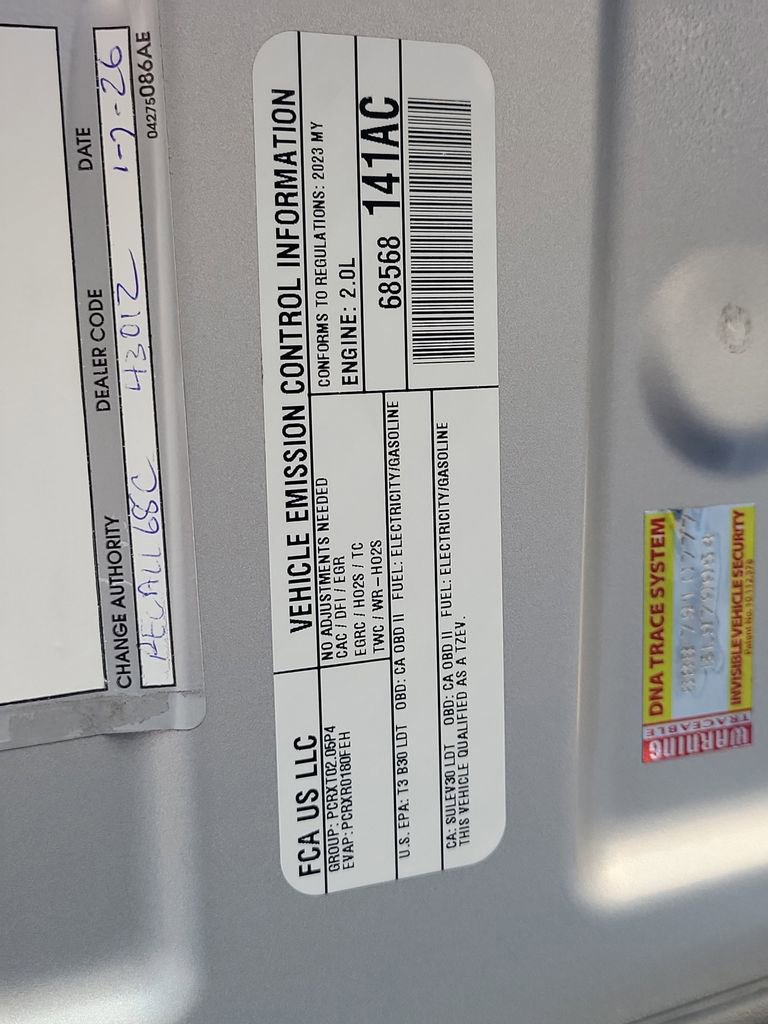 CHANGE AUTHORITY DEALER CODE DATE
RECALL 68C 43012 1-7-26
04275086AE
VEHICLE EMISSION CONTROL INFORMATION
FCA US LLC
GROUP: PCRXT02.05P4
EVAP: PCRXR0180FEH
NO ADJUSTMENTS NEEDED
CAC / DFI / EGR
EGRC / HO2S / TC
TWC / WR-HO2S
CONFORMS TO REGULATIONS: 2023 MY
ENGINE: 2.0L
68568 141AC
U.S. EPA: T3 B30 LDT OBD: CA OBD II FUEL: ELECTRICITY/GASOLINE
CA: SULEV30 LDT OBD: CA OBD II FUEL: ELECTRICITY/GASOLINE
THIS VEHICLE QUALIFIED AS A TZEV.
WARNING
TRACEABLE
DNA TRACE SYSTEM
INVISIBLE VEHICLE SECURITY